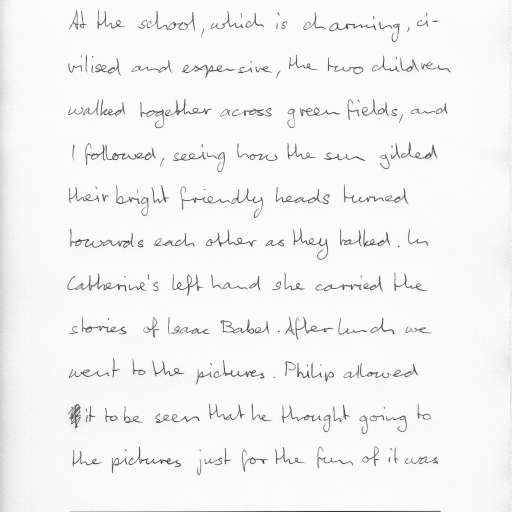 At the school, which is charming, ci-
vilised and expensive, the two children
walked together across green fields, and
I followed, seeing how the sun gilded
their bright friendly heads turned
towards each other as they talked. In
Catherine's left hand she carried the
stories of Isaac Babel. After lunch we
went to the pictures. Philip allowed
it to be seen that he thought going to
the pictures just for the fun of it was